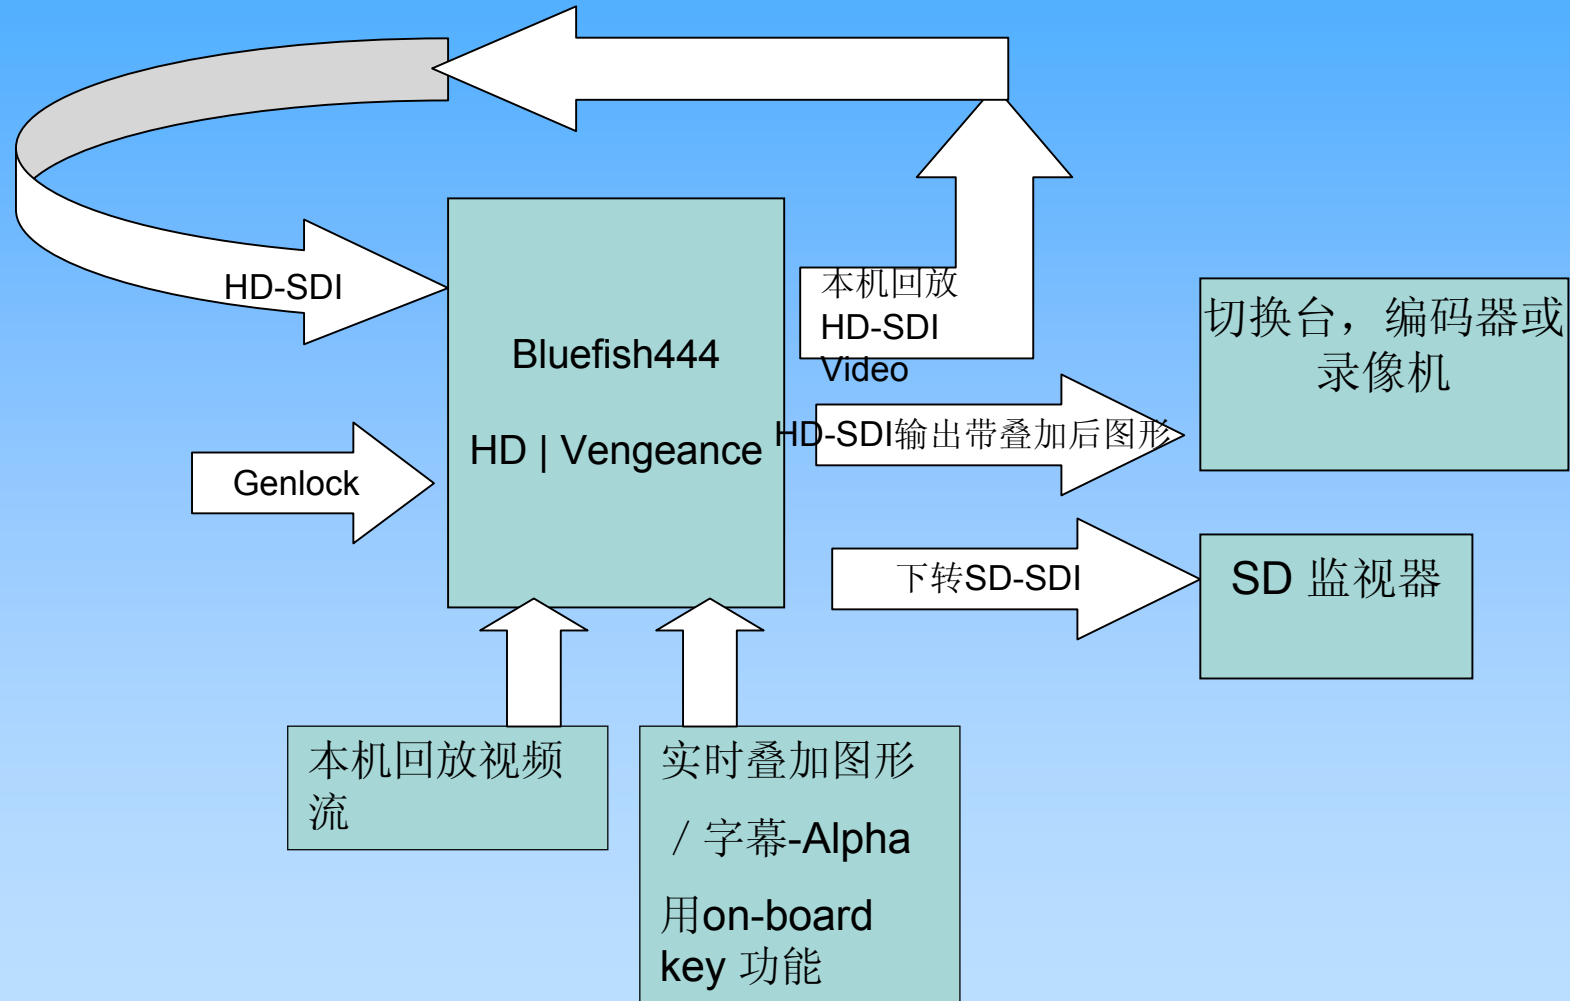 HD-SDI
Genlock
Bluefish444
HD | Vengeance
本机回放
HD-SDI
Video
HD-SDI输出带叠加后图形
下转SD-SDI
切换台，编码器或
录像机
SD 监视器
本机回放视频
流
实时叠加图形
／字幕-Alpha
用on-board
key 功能